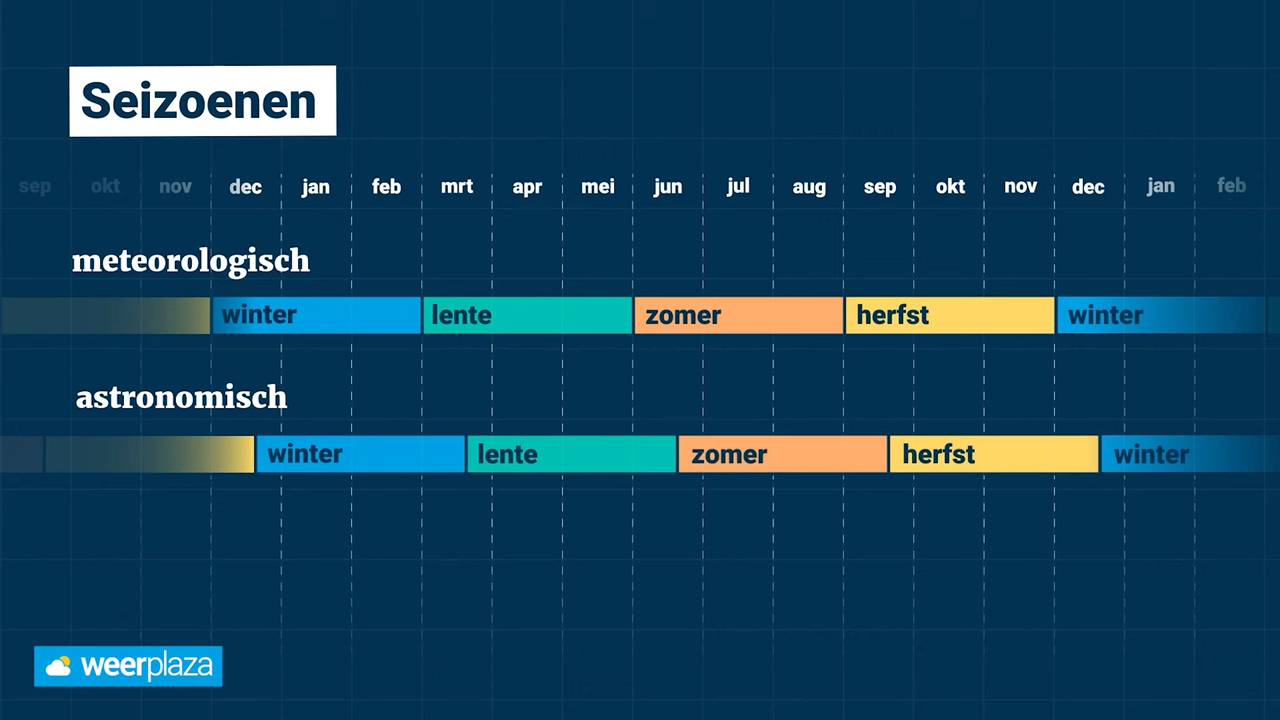 Seizoenen
sep okt nov dec jan feb mrt apr mei jun jul aug sep okt nov dec jan feb
meteorologisch
winter lente zomer herfst winter
astronomisch
winter lente zomer herfst winter
weerplaza